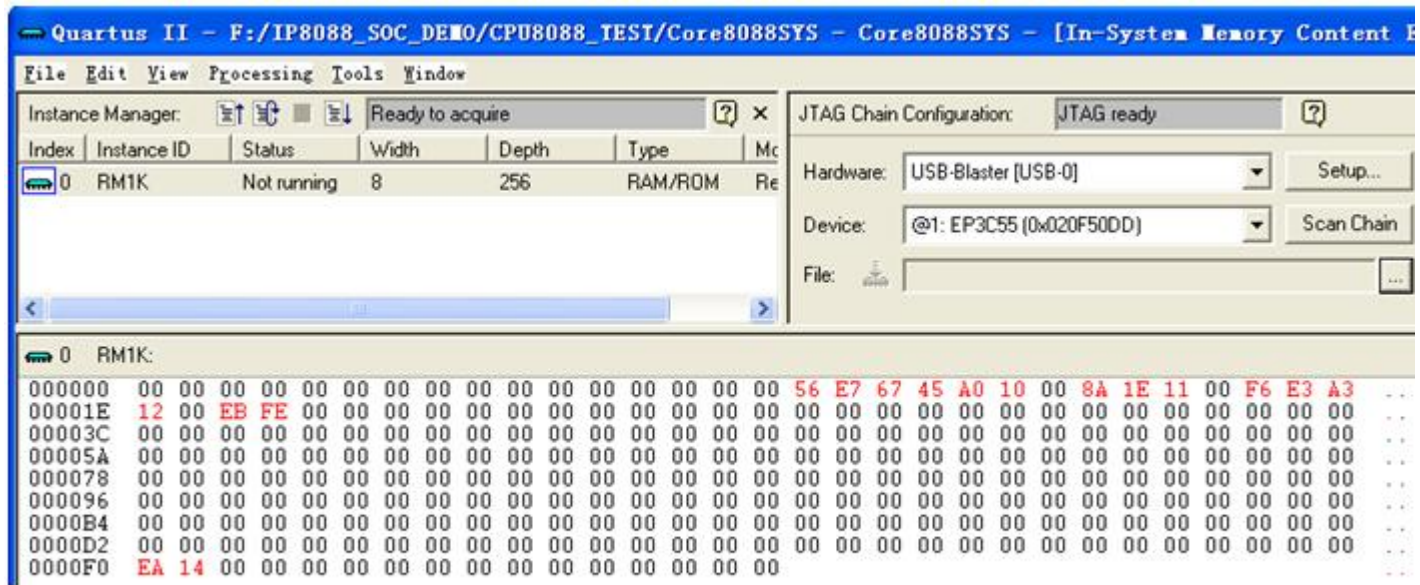 Quartus II - F:/IP8088_SOC_DEMO/CPU8088_TEST/Core8088SYS - Core8088SYS - [In-System Memory Content E
File Edit View Processing Tools Window
Instance Manager: Ready to acquire
Index Instance ID Status Width Depth Type Mo
0 RM1K Not running 8 256 RAM/ROM Re
JTAG Chain Configuration: JTAG ready
Hardware: USB-Blaster [USB-0] Setup...
Device: @1: EP3C55 (0x020F50DD) Scan Chain
File: ...
0 RM1K:
000000 00 00 00 00 00 00 00 00 00 00 00 00 00 00 00 00 56 E7 67 45 A0 10 00 8A 1E 11 00 F6 E3 A3 ...
00001E 12 00 EB FE 00 00 00 00 00 00 00 00 00 00 00 00 00 00 00 00 00 00 00 00 00 00 00 00 00 00 ..
00003C 00 00 00 00 00 00 00 00 00 00 00 00 00 00 00 00 00 00 00 00 00 00 00 00 00 00 00 00 00 00 ..
00005A 00 00 00 00 00 00 00 00 00 00 00 00 00 00 00 00 00 00 00 00 00 00 00 00 00 00 00 00 00 00 ..
000078 00 00 00 00 00 00 00 00 00 00 00 00 00 00 00 00 00 00 00 00 00 00 00 00 00 00 00 00 00 00 ..
000096 00 00 00 00 00 00 00 00 00 00 00 00 00 00 00 00 00 00 00 00 00 00 00 00 00 00 00 00 00 00 ..
0000B4 00 00 00 00 00 00 00 00 00 00 00 00 00 00 00 00 00 00 00 00 00 00 00 00 00 00 00 00 00 00 ..
0000D2 00 00 00 00 00 00 00 00 00 00 00 00 00 00 00 00 00 00 00 00 00 00 00 00 00 00 00 00 00 00 ..
0000F0 EA 14 00 00 00 00 00 00 00 00 00 00 00 00 00 00 ...